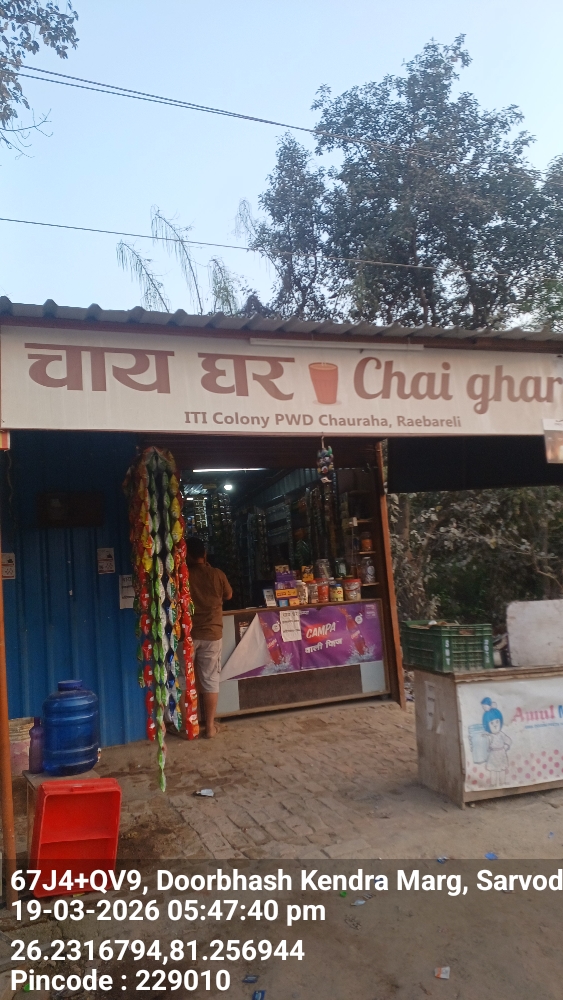 चाय घर Chai ghar
ITI Colony PWD Chauraha, Raebareli
CAMPA
वाली ज़िद
Amul
67J4+QV9, Doorbhash Kendra Marg, Sarvod
19-03-2026 05:47:40 pm
26.2316794,81.256944
Pincode : 229010